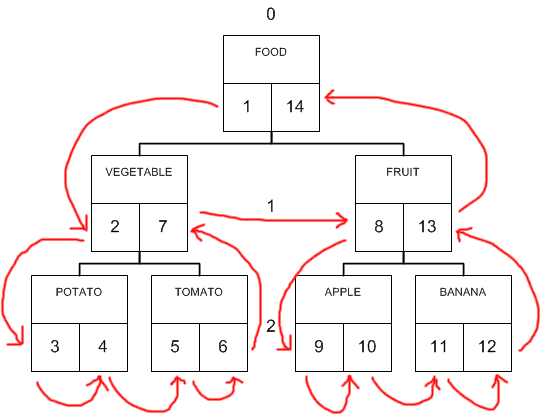 0
FOOD
1 14
VEGETABLE FRUIT
1
2 7 8 13
POTATO TOMATO APPLE BANANA
2
3 4 5 6 9 10 11 12